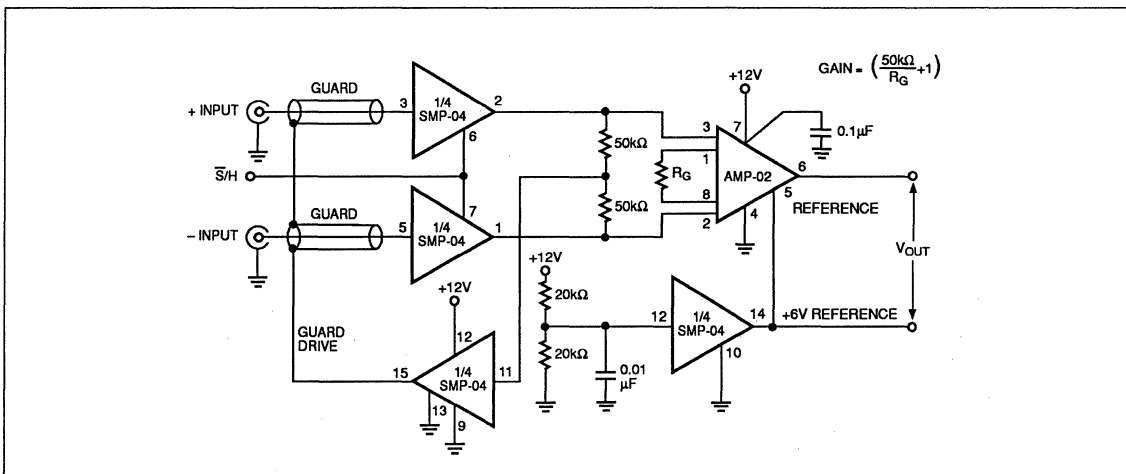 GAIN = (50kΩ/R_G +1)
+12V
GUARD
1/4
SMP-04
+ INPUT
3
2
6
50kΩ
3
7
0.1µF
1
R_G
AMP-02
6
8
5
S̅/H
REFERENCE
GUARD
7
50kΩ
2
4
− INPUT
5
1/4
SMP-04
1
V_OUT
+12V
+12V
20kΩ
GUARD
DRIVE
12
12
1/4
SMP-04
14
+6V REFERENCE
20kΩ
10
15
1/4
SMP-04
11
0.01
µF
13
9